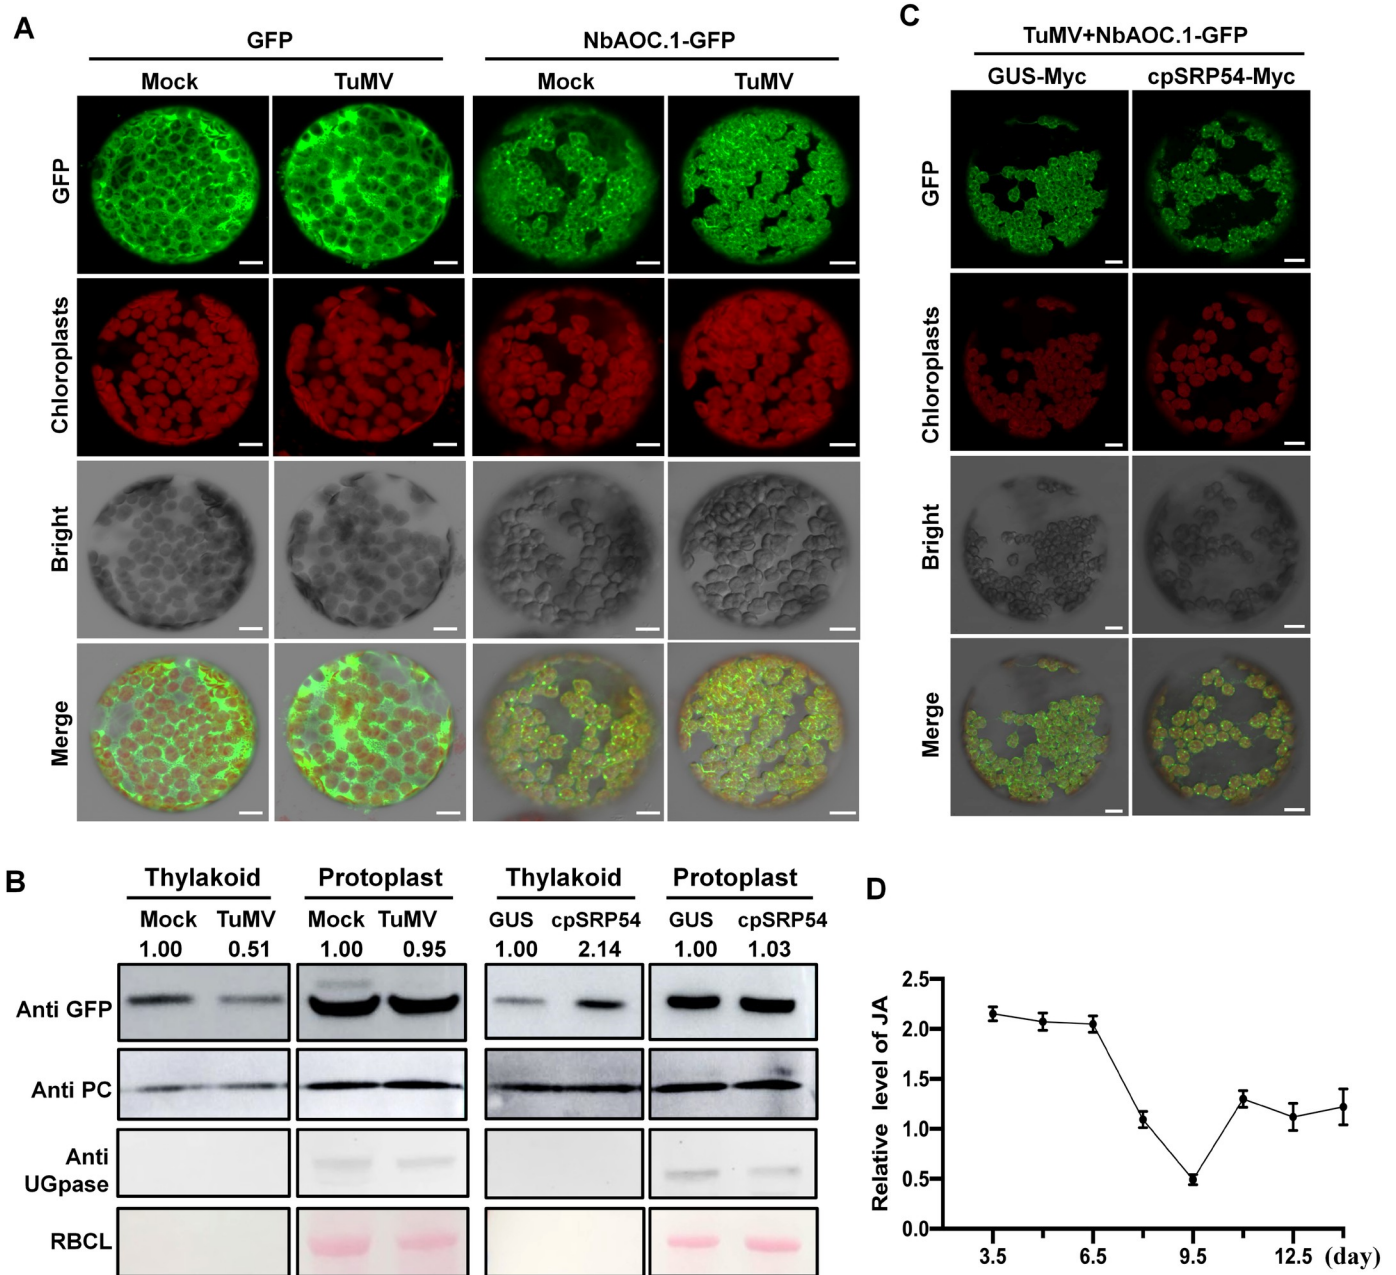 A
GFP
NbAOC.1-GFP
Mock
TuMV
Mock
TuMV
GFP
Chloroplasts
Bright
Merge
C
TuMV+NbAOC.1-GFP
GUS-Myc
cpSRP54-Myc
GFP
Chloroplasts
Bright
Merge
B
Thylakoid
Protoplast
Thylakoid
Protoplast
Mock TuMV
Mock TuMV
GUS cpSRP54
GUS cpSRP54
1.00 0.51
1.00 0.95
1.00 2.14
1.00 1.03
Anti GFP
Anti PC
Anti
UGpase
RBCL
D
Relative level of JA
2.5
2.0
1.5
1.0
0.5
0.0
3.5 6.5 9.5 12.5 (day)